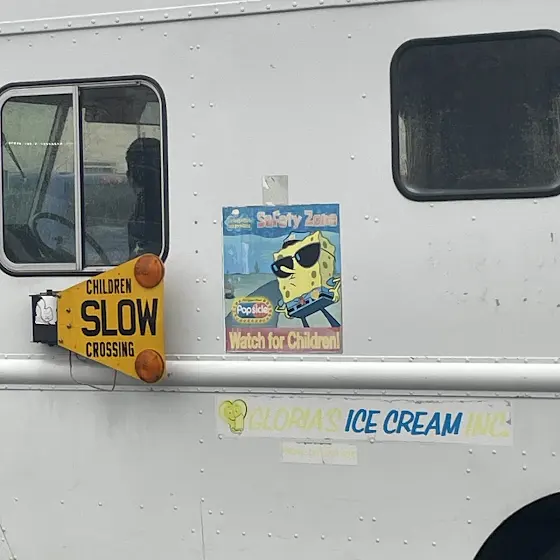 Safety Zone
Popsicle
Watch for Children!
CHILDREN
SLOW
CROSSING
GLORIA'S ICE CREAM INC.